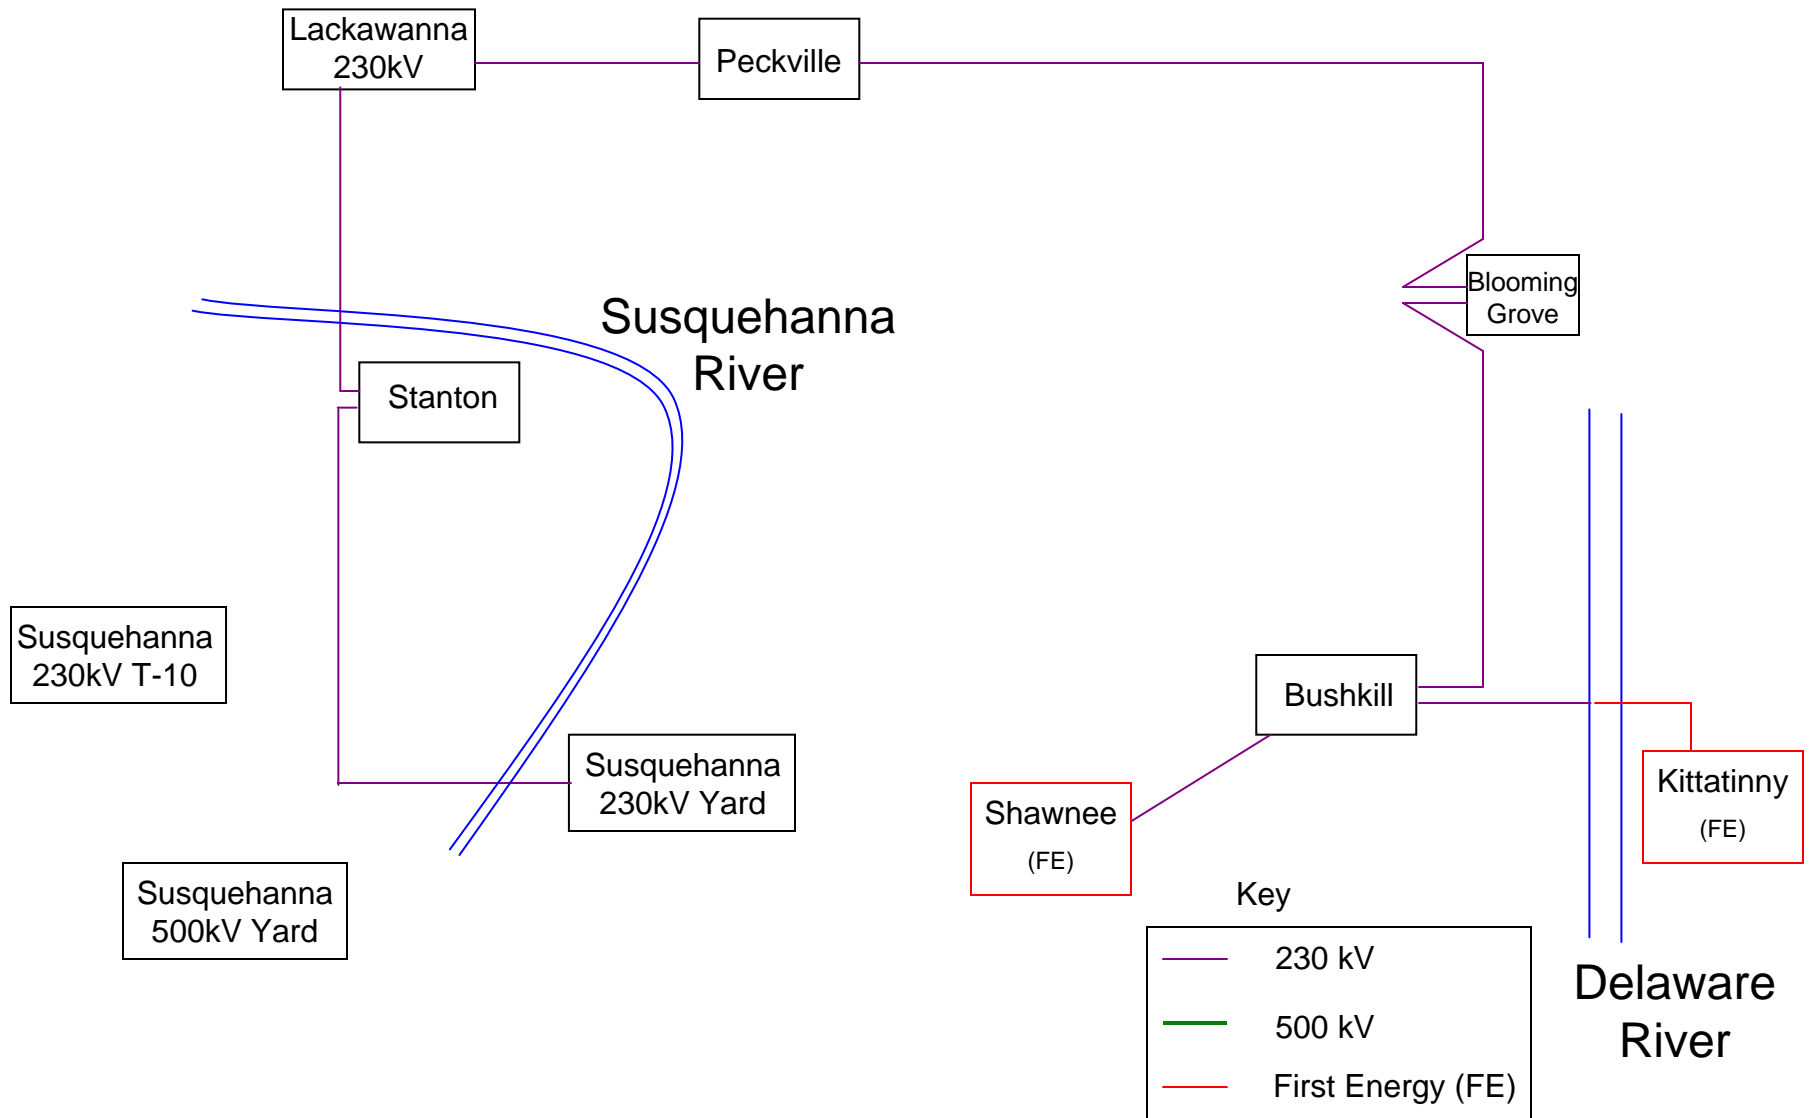 Lackawanna
230kV
Peckville
Blooming
Grove
Susquehanna
River
Stanton
Susquehanna
230kV T-10
Bushkill
Susquehanna
230kV Yard
Shawnee
(FE)
Kittatinny
(FE)
Susquehanna
500kV Yard
Key
230 kV
500 kV
First Energy (FE)
Delaware
River